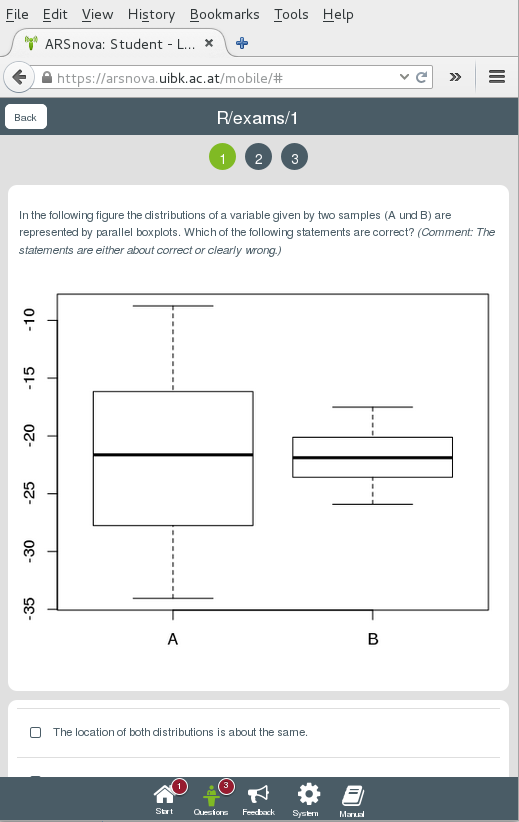 File Edit View History Bookmarks Tools Help
ARSnova: Student - L...
https://arsnova.uibk.ac.at/mobile/#
Back
R/exams/1
1 2 3
In the following figure the distributions of a variable given by two samples (A und B) are
represented by parallel boxplots. Which of the following statements are correct? (Comment: The
statements are either about correct or clearly wrong.)
-10
-15
-20
-25
-30
-35
A B
The location of both distributions is about the same.
1 3
Start Questions Feedback System Manual